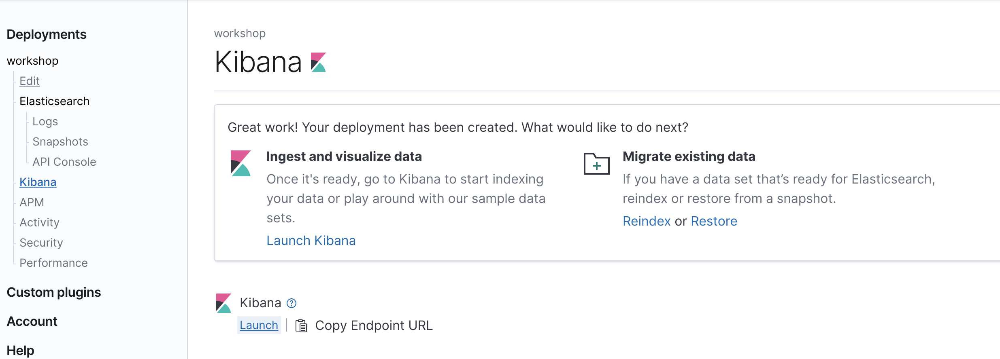 Deployments
workshop
Edit
Elasticsearch
Logs
Snapshots
API Console
Kibana
APM
Activity
Security
Performance
Custom plugins
Account
Help
workshop
Kibana
Great work! Your deployment has been created. What would like to do next?
Ingest and visualize data
Once it's ready, go to Kibana to start indexing
your data or play around with our sample data
sets.
Launch Kibana
Migrate existing data
If you have a data set that’s ready for Elasticsearch,
reindex or restore from a snapshot.
Reindex or Restore
Kibana ?
Launch | Copy Endpoint URL